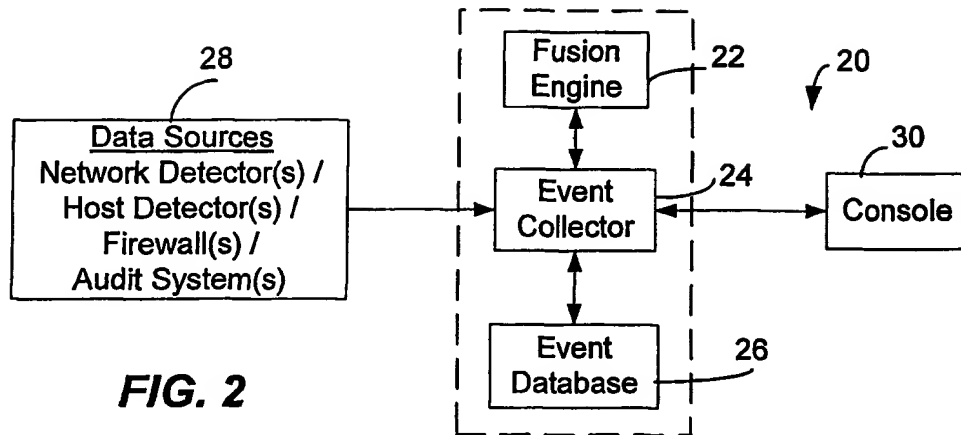 28
Data Sources
Network Detector(s) /
Host Detector(s) /
Firewall(s) /
Audit System(s)
Fusion
Engine
22
20
Event
Collector
24
30
Console
Event
Database
26
FIG. 2